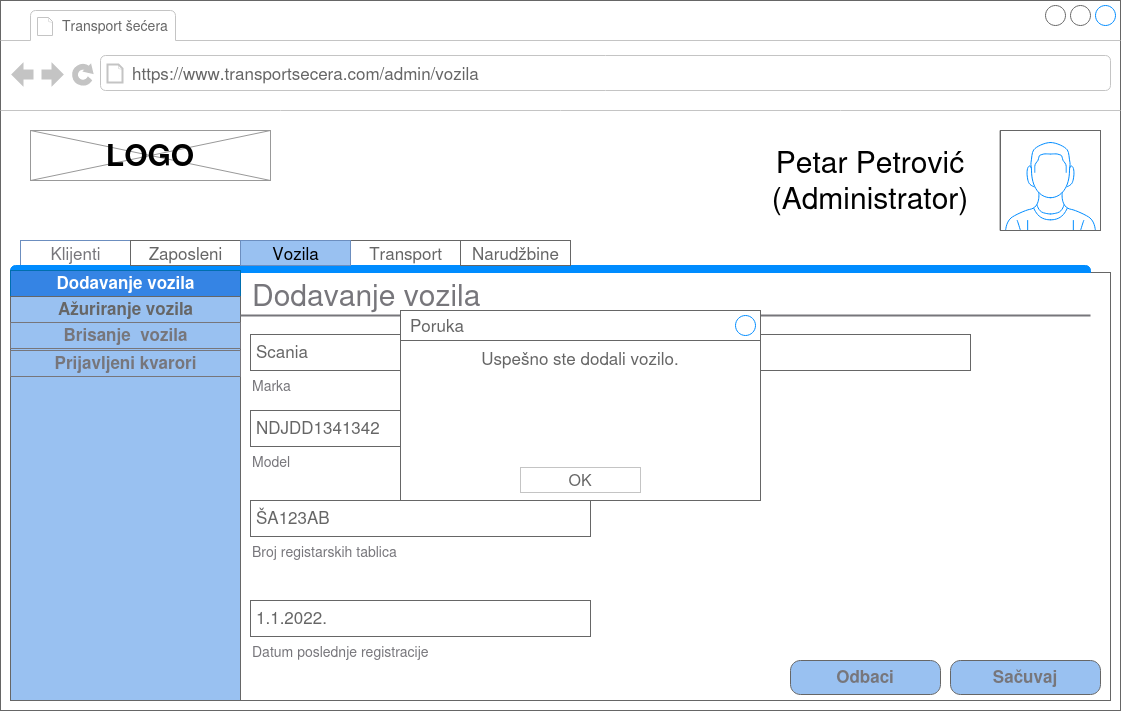 Transport šećera
https://www.transportsecera.com/admin/vozila
LOGO
Petar Petrović
(Administrator)
Klijenti Zaposleni Vozila Transport Narudžbine
Dodavanje vozila
Ažuriranje vozila
Brisanje vozila
Prijavljeni kvarori
Dodavanje vozila
Poruka
Uspešno ste dodali vozilo.
OK
Scania
Marka
NDJDD1341342
Model
ŠA123AB
Broj registarskih tablica
1.1.2022.
Datum poslednje registracije
Odbaci Sačuvaj